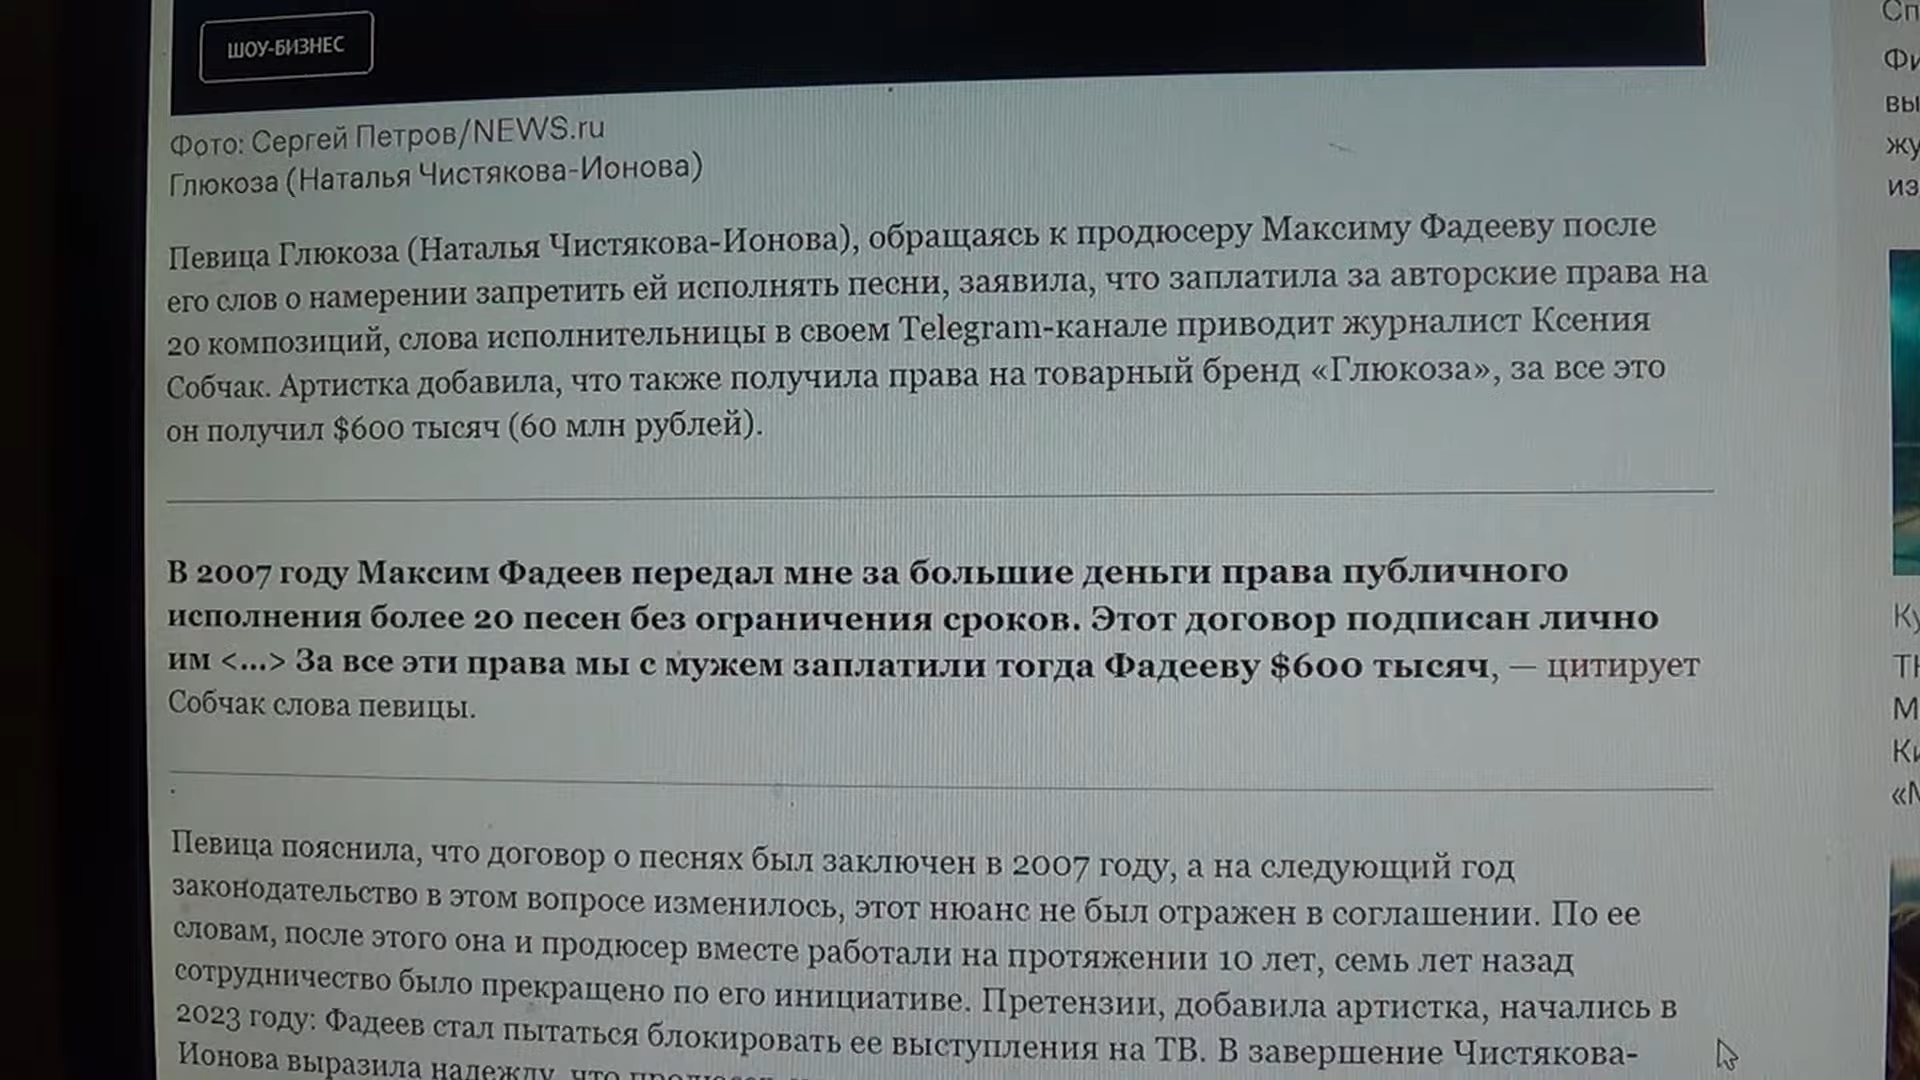 ШОУ-БИЗНЕС
Фото: Сергей Петров/NEWS.ru
Глюкоза (Наталья Чистякова-Ионова)
Певица Глюкоза (Наталья Чистякова-Ионова), обращаясь к продюсеру Максиму Фадееву после
его слов о намерении запретить ей исполнять песни, заявила, что заплатила за авторские права на
20 композиций, слова исполнительницы в своем Telegram-канале приводит журналист Ксения
Собчак. Артистка добавила, что также получила права на товарный бренд «Глюкоза», за все это
он получил $600 тысяч (60 млн рублей).
В 2007 году Максим Фадеев передал мне за большие деньги права публичного
исполнения более 20 песен без ограничения сроков. Этот договор подписан лично
им <...> За все эти права мы с мужем заплатили тогда Фадееву $600 тысяч, — цитирует
Собчак слова певицы.
Певица пояснила, что договор о песнях был заключен в 2007 году, а на следующий год
законодательство в этом вопросе изменилось, этот нюанс не был отражен в соглашении. По ее
словам, после этого она и продюсер вместе работали на протяжении 10 лет, семь лет назад
сотрудничество было прекращено по его инициативе. Претензии, добавила артистка, начались в
2023 году: Фадеев стал пытаться блокировать ее выступления на ТВ. В завершение Чистякова-
Ионова выразила надежду, что